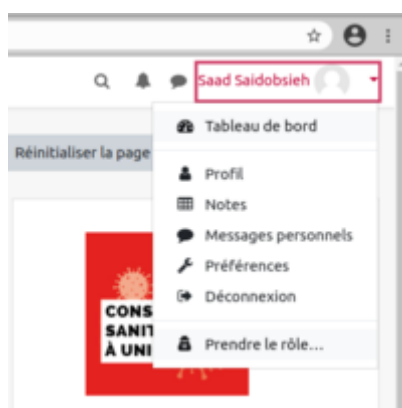 Saad Saidobsieh
Tableau de bord
Réinitialiser la page
Profil
Notes
Messages personnels
Préférences
Déconnexion
CONS
SANIT
À UNI
Prendre le rôle...